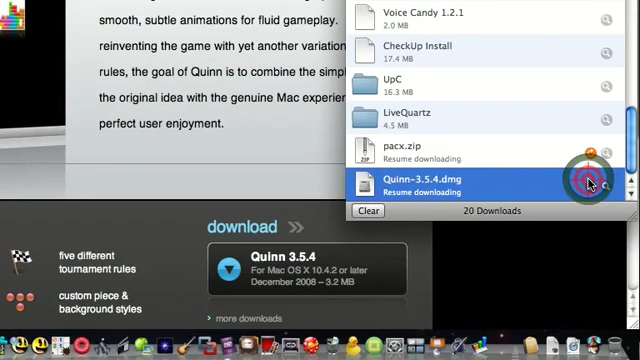 smooth, subtle animations for fluid gameplay.
reinventing the game with yet another variation
rules, the goal of Quinn is to combine the simpl
the original idea with the genuine Mac experien
perfect user enjoyment.
Voice Candy 1.2.1
2.0 MB
CheckUp Install
17.4 MB
UpC
16.3 MB
LiveQuartz
4.5 MB
ZIP
pacx.zip
Resume downloading
Quinn-3.5.4.dmg
Resume downloading
Clear
20 Downloads
download
five different
tournament rules
custom piece &
background styles
Quinn 3.5.4
For Mac OS X 10.4.2 or later
December 2008 – 3.2 MB
more downloads